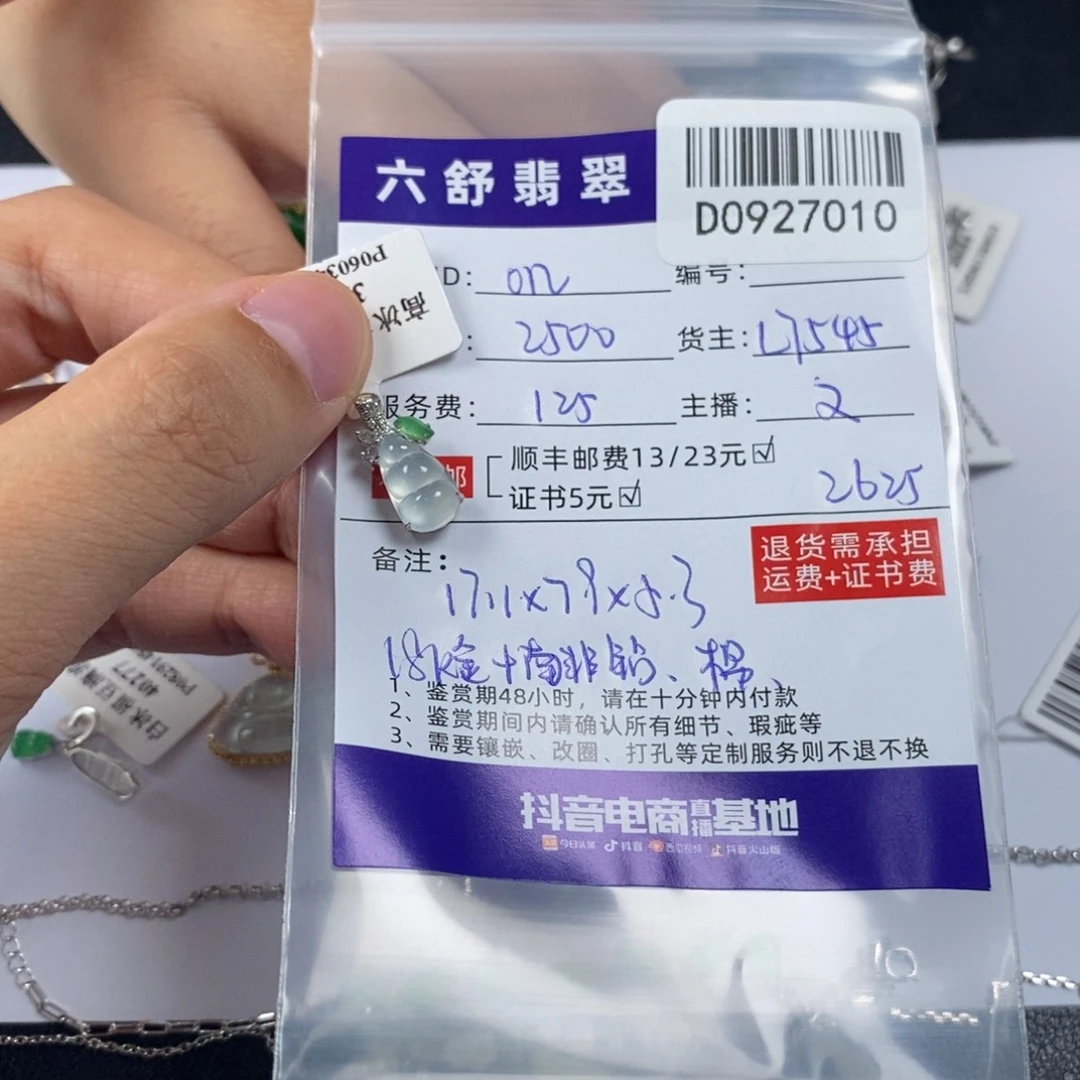 六舒翡翠
D0927010
D:
编号:
: 2500 货主: L7545
服务费: 125 主播: 2
邮
顺丰邮费13/23元☑
证书5元☑
2625
备注:
17.1×7.9×5.3
退货需承担
运费+证书费
18K金+南非钻、棉、
1、鉴赏期48小时，请在十分钟内付款
2、鉴赏期间内请确认所有细节、瑕疵等
3、需要镶嵌、改圈、打孔等定制服务则不退不换
抖音电商直播基地
今日头条 抖音 西瓜视频 抖音火山版
高冰
P0603
40277